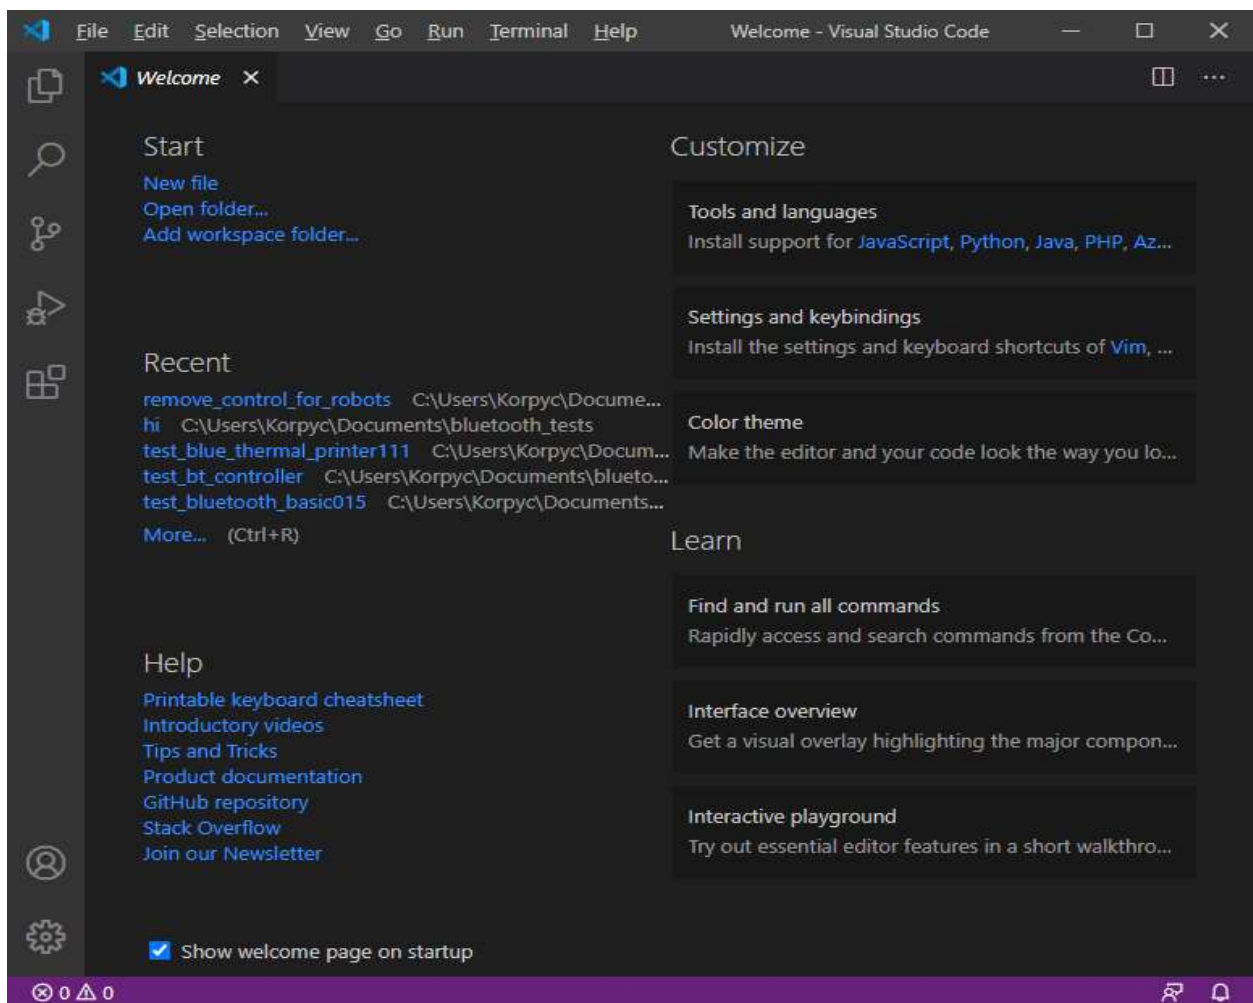 File Edit Selection View Go Run Terminal Help Welcome - Visual Studio Code
Welcome
Start
New file
Open folder...
Add workspace folder...
Recent
remove_control_for_robots C:\Users\Korpyc\Docume...
hi C:\Users\Korpyc\Documents\bluetooth_tests
test_blue_thermal_printer111 C:\Users\Korpyc\Docum...
test_bt_controller C:\Users\Korpyc\Documents\blueto...
test_bluetooth_basic015 C:\Users\Korpyc\Documents...
More... (Ctrl+R)
Help
Printable keyboard cheatsheet
Introductory videos
Tips and Tricks
Product documentation
GitHub repository
Stack Overflow
Join our Newsletter
Show welcome page on startup
Customize
Tools and languages
Install support for JavaScript, Python, Java, PHP, Az...
Settings and keybindings
Install the settings and keyboard shortcuts of Vim, ...
Color theme
Make the editor and your code look the way you lo...
Learn
Find and run all commands
Rapidly access and search commands from the Co...
Interface overview
Get a visual overlay highlighting the major compon...
Interactive playground
Try out essential editor features in a short walkthro...
0 0